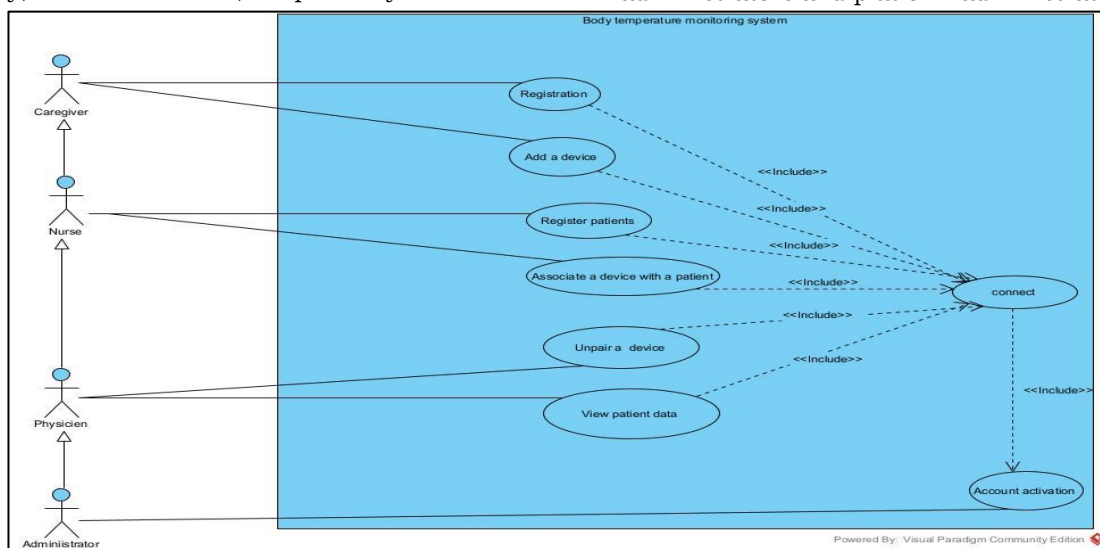 Body temperature monitoring system
Caregiver
Registration
<<Include>>
Add a device
<<Include>>
Nurse
Register patients
<<Include>>
Associate a device with a patient
<<Include>>
connect
<<Include>>
Unpair a device
<<Include>>
<<Include>>
View patient data
Physicien
Account activation
Adminiistrator
Powered By: Visual Paradigm Community Edition